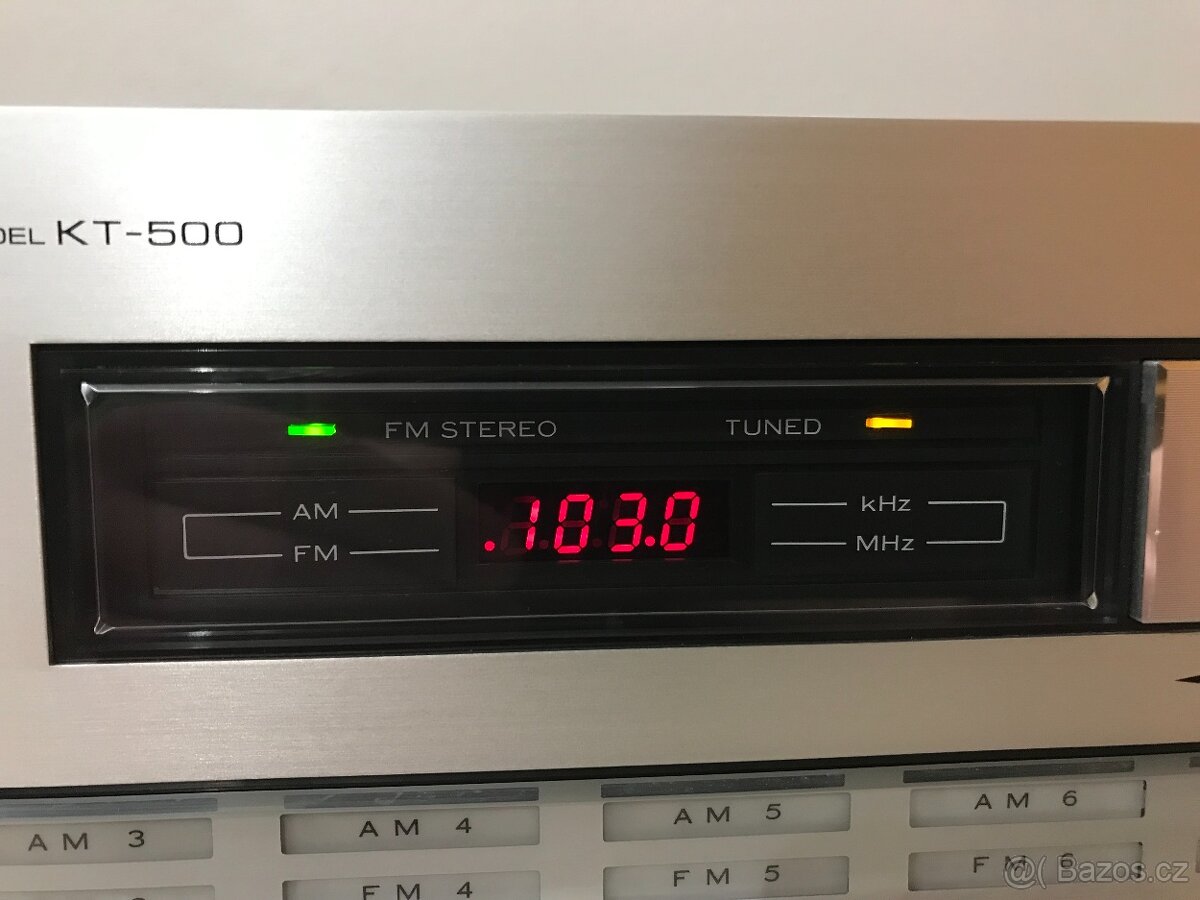 KT-500
FM STEREO TUNED
AM .103.0 kHz
FM MHz
AM 3 AM 4 AM 5 AM 6
FM 4 FM 5 FM 6
@( Bazos.cz